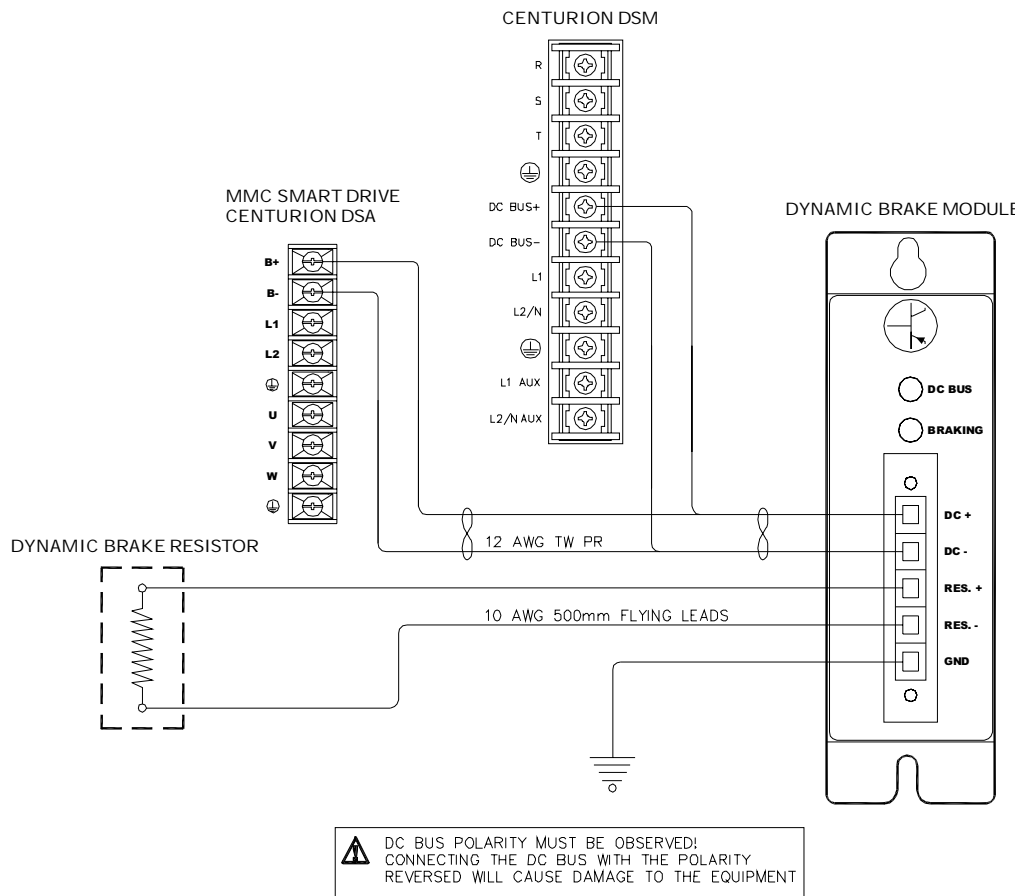 CENTURION DSM
R
S
T
DC BUS+
DC BUS-
L1
L2/N
L1 AUX
L2/N AUX
MMC SMART DRIVE
CENTURION DSA
B+
B-
L1
L2
U
V
W
DYNAMIC BRAKE MODULE
DC BUS
BRAKING
DC +
DC -
RES. +
RES. -
GND
12 AWG TW PR
DYNAMIC BRAKE RESISTOR
10 AWG 500mm FLYING LEADS
DC BUS POLARITY MUST BE OBSERVED!
CONNECTING THE DC BUS WITH THE POLARITY
REVERSED WILL CAUSE DAMAGE TO THE EQUIPMENT